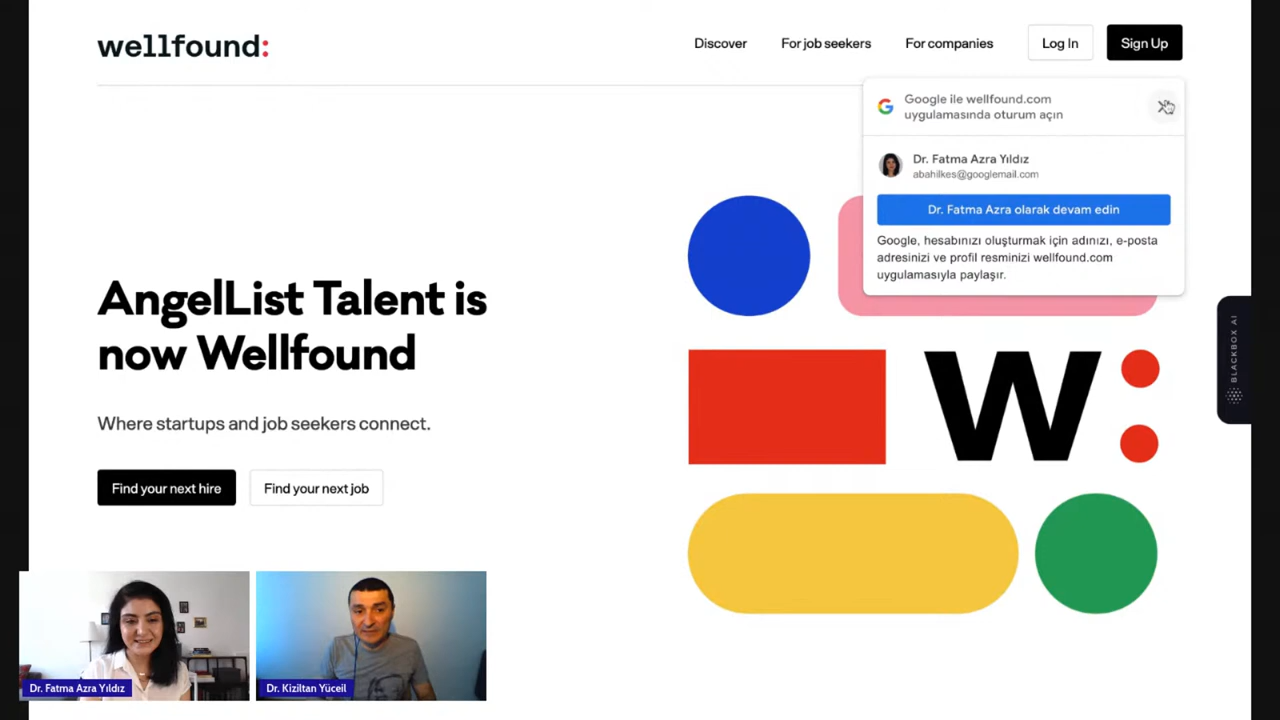 wellfound:
Discover
For job seekers
For companies
Log In
Sign Up
Google ile wellfound.com
uygulamasında oturum açın
Dr. Fatma Azra Yıldız
abahilkes@googlemail.com
Dr. Fatma Azra olarak devam edin
Google, hesabınızı oluşturmak için adınızı, e-posta
adresinizi ve profil resminizi wellfound.com
uygulamasıyla paylaşır.
AngelList Talent is
now Wellfound
Where startups and job seekers connect.
Find your next hire
Find your next job
W:
BLACKBOX AI
Dr. Fatma Azra Yıldız
Dr. Kiziltan Yüceil